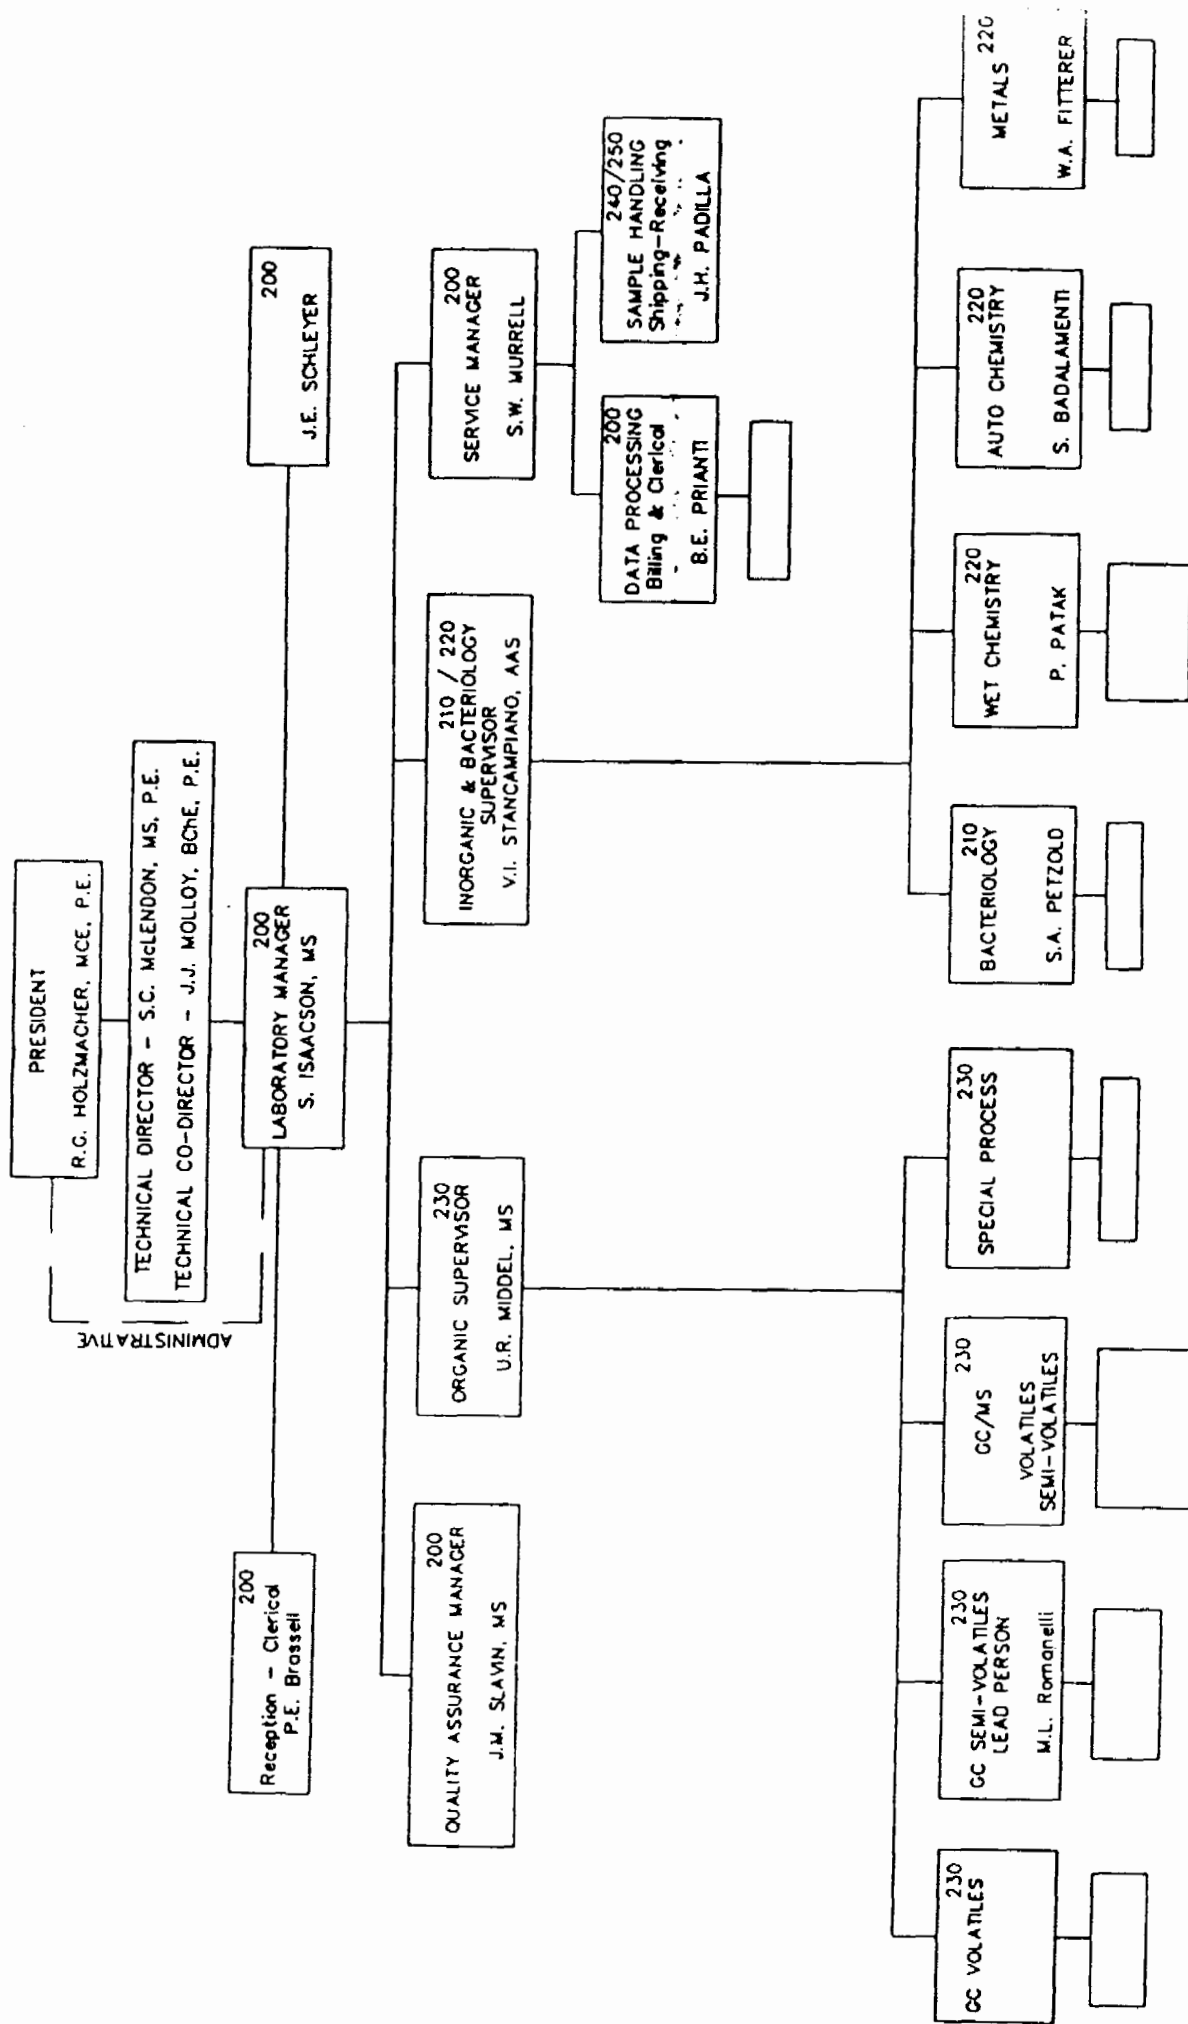 PRESIDENT
R.G. HOLZMACHER, MCE, P.E.
ADMINISTRATIVE
TECHNICAL DIRECTOR - S.C. McLENDON, MS, P.E.
TECHNICAL CO-DIRECTOR - J.J. MOLLOY, BChE, P.E.
200
Reception - Clerical
P.E. Brassell
200
LABORATORY MANAGER
S. ISAACSON, MS
200
J.E. SCHLEYER
200
QUALITY ASSURANCE MANAGER
J.M. SLAVIN, MS
230
ORGANIC SUPERVISOR
U.R. MIDDEL, MS
210 / 220
INORGANIC & BACTERIOLOGY
SUPERVISOR
V.I. STANCAMPIANO, AAS
200
SERVICE MANAGER
S.W. MURRELL
200
DATA PROCESSING
Billing & Clerical
B.E. PRIANTI
240/250
SAMPLE HANDLING
Shipping-Receiving
J.H. PADILLA
230
GC VOLATILES
230
GC SEMI-VOLATILES
LEAD PERSON
M.L. Romanelli
230
GC/MS
VOLATILES
SEMI-VOLATILES
230
SPECIAL PROCESS
210
BACTERIOLOGY
S.A. PETZOLD
220
WET CHEMISTRY
P. PATAK
220
AUTO CHEMISTRY
S. BADALAMENTI
220
METALS
W.A. FITTERER